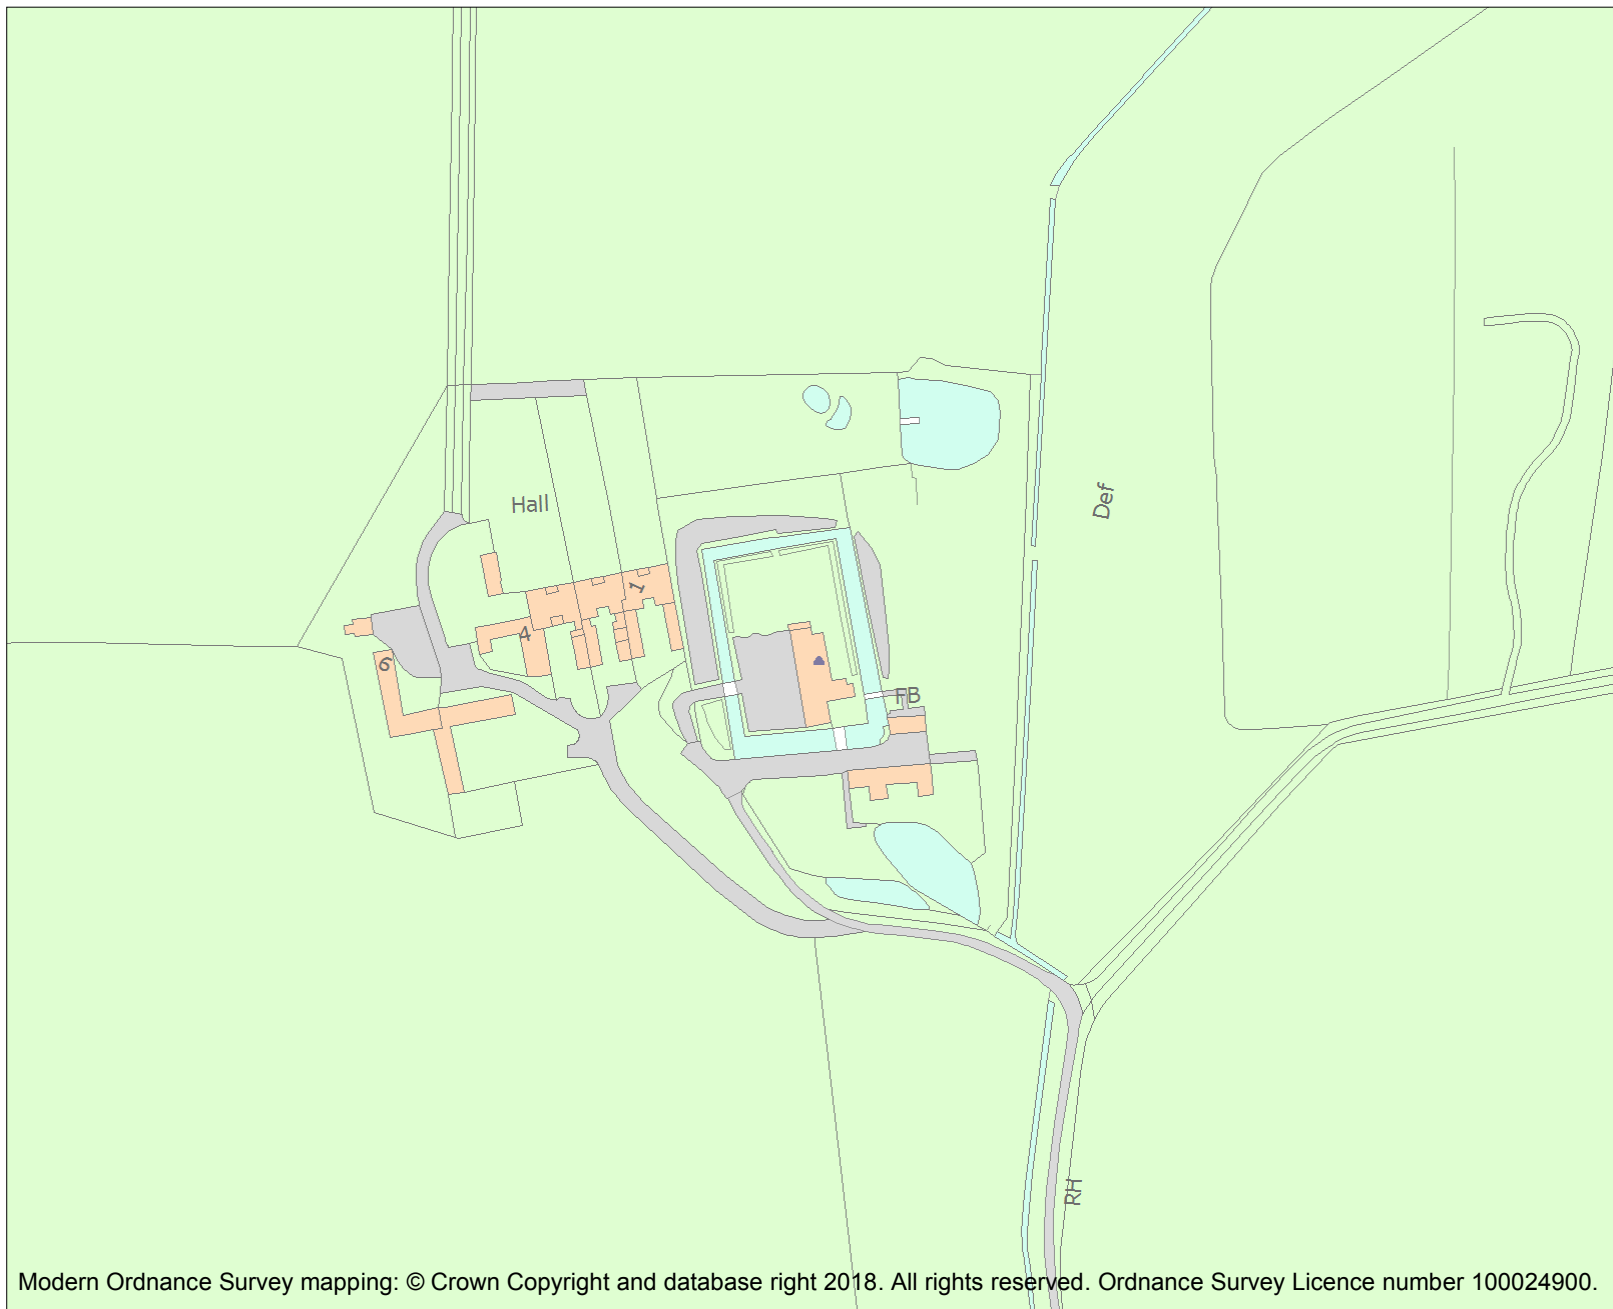 Def
Hall
1
4
6
FB
RH
Modern Ordnance Survey mapping: © Crown Copyright and database right 2018. All rights reserved. Ordnance Survey Licence number 100024900.